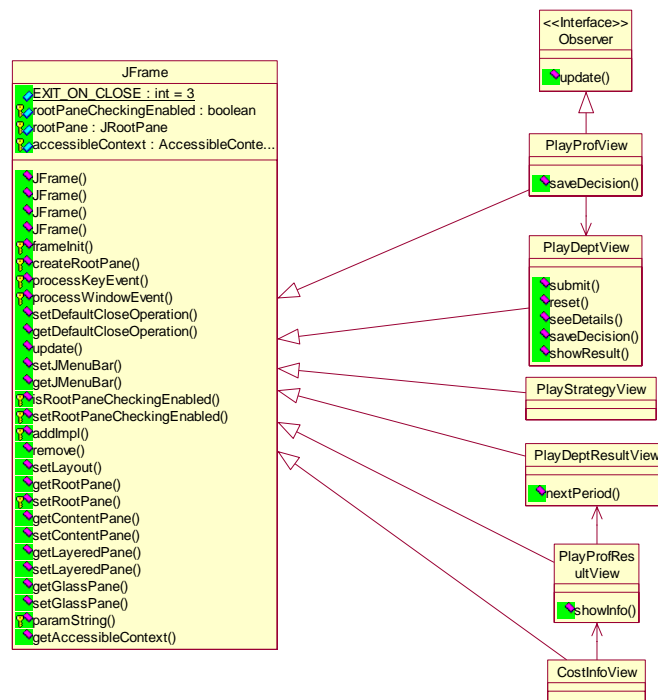 <<Interface>>
Observer
update()
JFrame
EXIT_ON_CLOSE : int = 3
rootPaneCheckingEnabled : boolean
rootPane : JRootPane
accessibleContext : AccessibleConte...
JFrame()
JFrame()
JFrame()
JFrame()
frameInit()
createRootPane()
processKeyEvent()
processWindowEvent()
setDefaultCloseOperation()
getDefaultCloseOperation()
update()
setJMenuBar()
getJMenuBar()
isRootPaneCheckingEnabled()
setRootPaneCheckingEnabled()
addImpl()
remove()
setLayout()
getRootPane()
setRootPane()
getContentPane()
setContentPane()
getLayeredPane()
setLayeredPane()
getGlassPane()
setGlassPane()
paramString()
getAccessibleContext()
PlayProfView
saveDecision()
PlayDeptView
submit()
reset()
seeDetails()
saveDecision()
showResult()
PlayStrategyView
PlayDeptResultView
nextPeriod()
PlayProfRes
ultView
showInfo()
CostInfoView